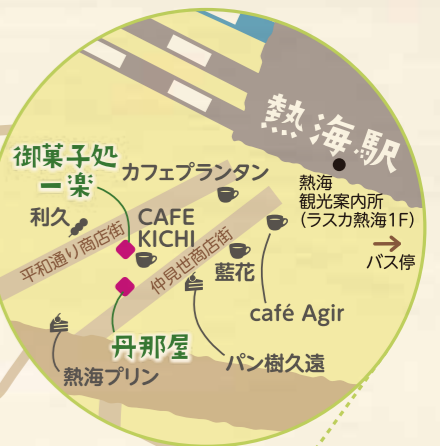 熱海駅
御菓子処
一楽
カフェプランタン
熱海
観光案内所
(ラスカ熱海1F)
利久
CAFE
KICHI
平和通り商店街
仲見世商店街
藍花
バス停
café Agir
丹那屋
パン樹久遠
熱海プリン